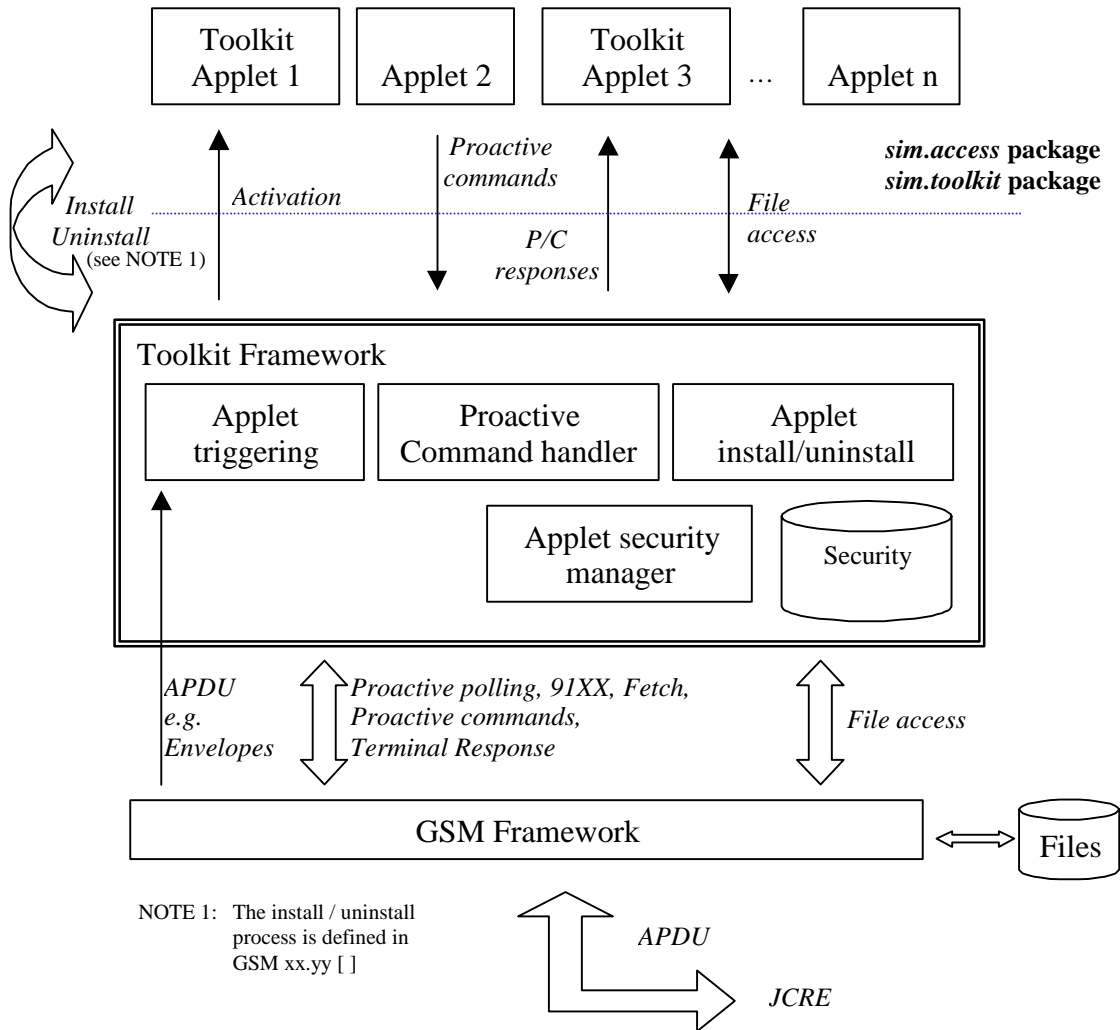 Toolkit
Applet 1
Applet 2
Toolkit
Applet 3
...
Applet n
Install
Uninstall
(see NOTE 1)
Activation
Proactive
commands
P/C
responses
File
access
sim.access package
sim.toolkit package
Toolkit Framework
Applet
triggering
Proactive
Command handler
Applet
install/uninstall
Applet security
manager
Security
APDU
e.g.
Envelopes
Proactive polling, 91XX, Fetch,
Proactive commands,
Terminal Response
File access
GSM Framework
Files
NOTE 1: The install / uninstall
process is defined in
GSM xx.yy [ ]
APDU
JCRE